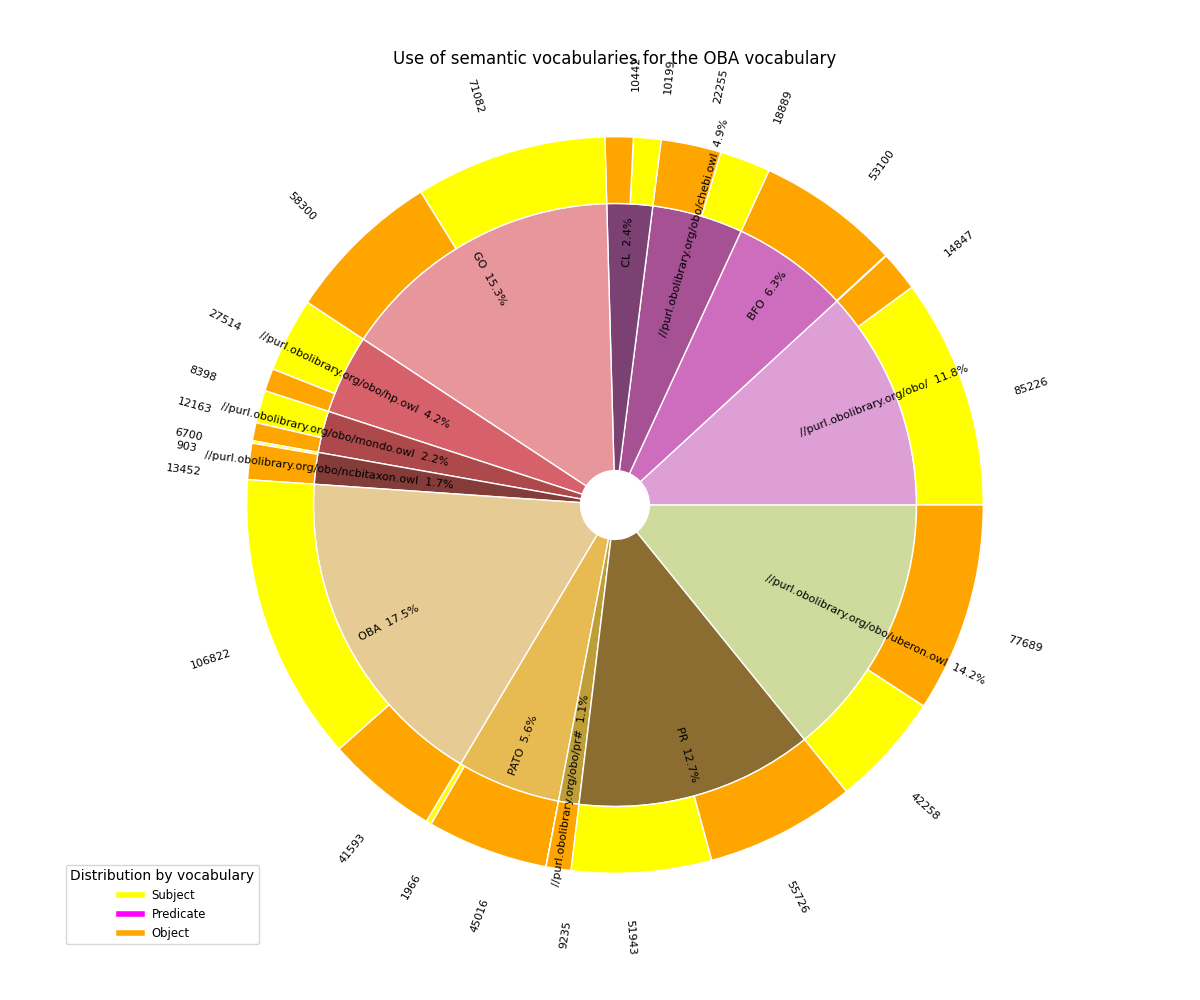 Use of semantic vocabularies for the OBA vocabulary
//purl.obolibrary.org/obo/ 11.8%
85226
14847
BFO 6.3%
53100
//purl.obolibrary.org/obo/chebi.owl 4.9%
18889
22255
CL 2.4%
10199
10442
GO 15.3%
71082
58300
//purl.obolibrary.org/obo/hp.owl 4.2%
27514
8398
//purl.obolibrary.org/obo/mondo.owl 2.2%
12163
6700
//purl.obolibrary.org/obo/ncbitaxon.owl 1.7%
903
13452
OBA 17.5%
106822
41593
PATO 5.6%
1966
45016
//purl.obolibrary.org/obo/pr# 1.1%
9235
PR 12.7%
51943
55726
//purl.obolibrary.org/obo/uberon.owl 14.2%
42258
77689
Distribution by vocabulary
Subject
Predicate
Object